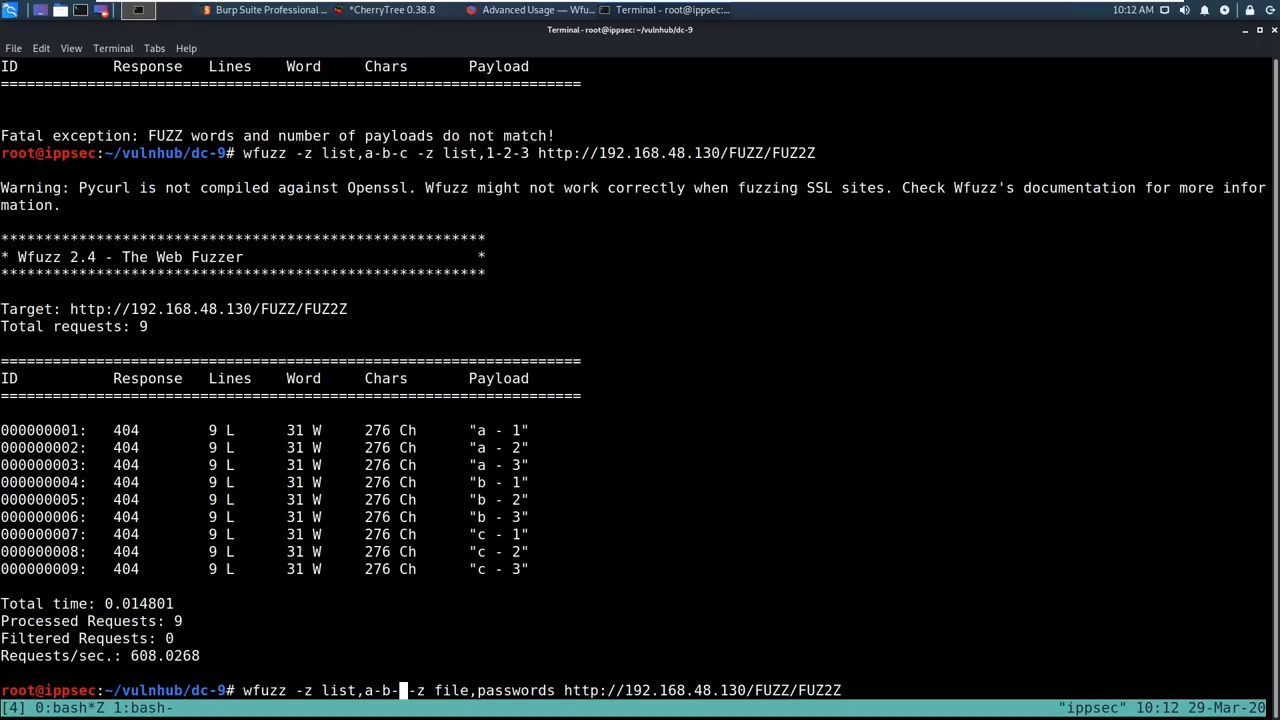 Burp Suite Professional ...
*CherryTree 0.38.8
Advanced Usage — Wfu...
Terminal - root@ippsec:...
10:12 AM
Terminal - root@ippsec: ~/vulnhub/dc-9
File Edit View Terminal Tabs Help
ID Response Lines Word Chars Payload
===================================================================
Fatal exception: FUZZ words and number of payloads do not match!
root@ippsec:~/vulnhub/dc-9# wfuzz -z list,a-b-c -z list,1-2-3 http://192.168.48.130/FUZZ/FUZ2Z
Warning: Pycurl is not compiled against Openssl. Wfuzz might not work correctly when fuzzing SSL sites. Check Wfuzz's documentation for more infor
mation.
********************************************************
* Wfuzz 2.4 - The Web Fuzzer *
********************************************************
Target: http://192.168.48.130/FUZZ/FUZ2Z
Total requests: 9
===================================================================
ID Response Lines Word Chars Payload
===================================================================
000000001: 404 9 L 31 W 276 Ch "a - 1"
000000002: 404 9 L 31 W 276 Ch "a - 2"
000000003: 404 9 L 31 W 276 Ch "a - 3"
000000004: 404 9 L 31 W 276 Ch "b - 1"
000000005: 404 9 L 31 W 276 Ch "b - 2"
000000006: 404 9 L 31 W 276 Ch "b - 3"
000000007: 404 9 L 31 W 276 Ch "c - 1"
000000008: 404 9 L 31 W 276 Ch "c - 2"
000000009: 404 9 L 31 W 276 Ch "c - 3"
Total time: 0.014801
Processed Requests: 9
Filtered Requests: 0
Requests/sec.: 608.0268
root@ippsec:~/vulnhub/dc-9# wfuzz -z list,a-b- -z file,passwords http://192.168.48.130/FUZZ/FUZ2Z
[4] 0:bash*Z 1:bash- "ippsec" 10:12 29-Mar-20